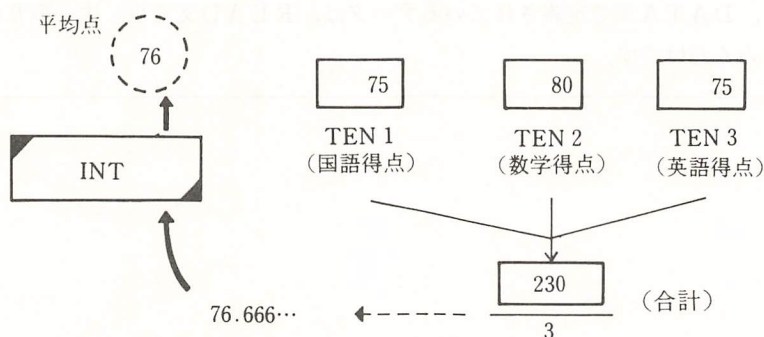 平均点
76
75
80
75
INT
TEN 1
TEN 2
TEN 3
(国語得点)
(数学得点)
(英語得点)
230
(合計)
76.666…
3